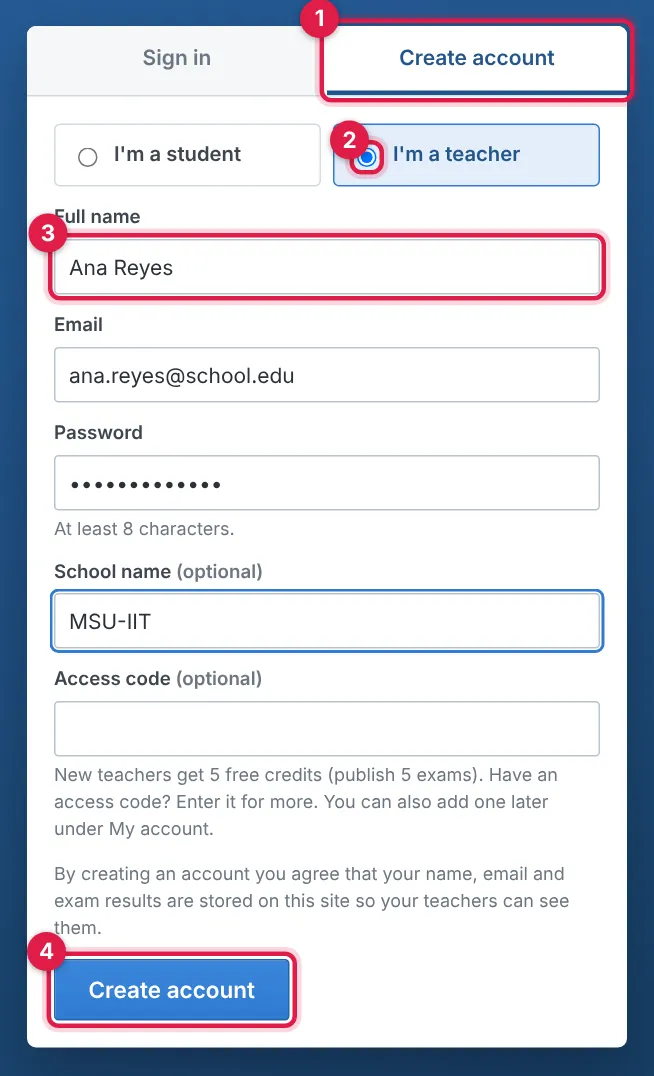 1
Sign in
Create account
I'm a student
2
I'm a teacher
Full name
3
Ana Reyes
Email
ana.reyes@school.edu
Password
•••••••••••••
At least 8 characters.
School name (optional)
MSU-IIT
Access code (optional)
New teachers get 5 free credits (publish 5 exams). Have an
access code? Enter it for more. You can also add one later
under My account.
By creating an account you agree that your name, email and
exam results are stored on this site so your teachers can see
them.
4
Create account